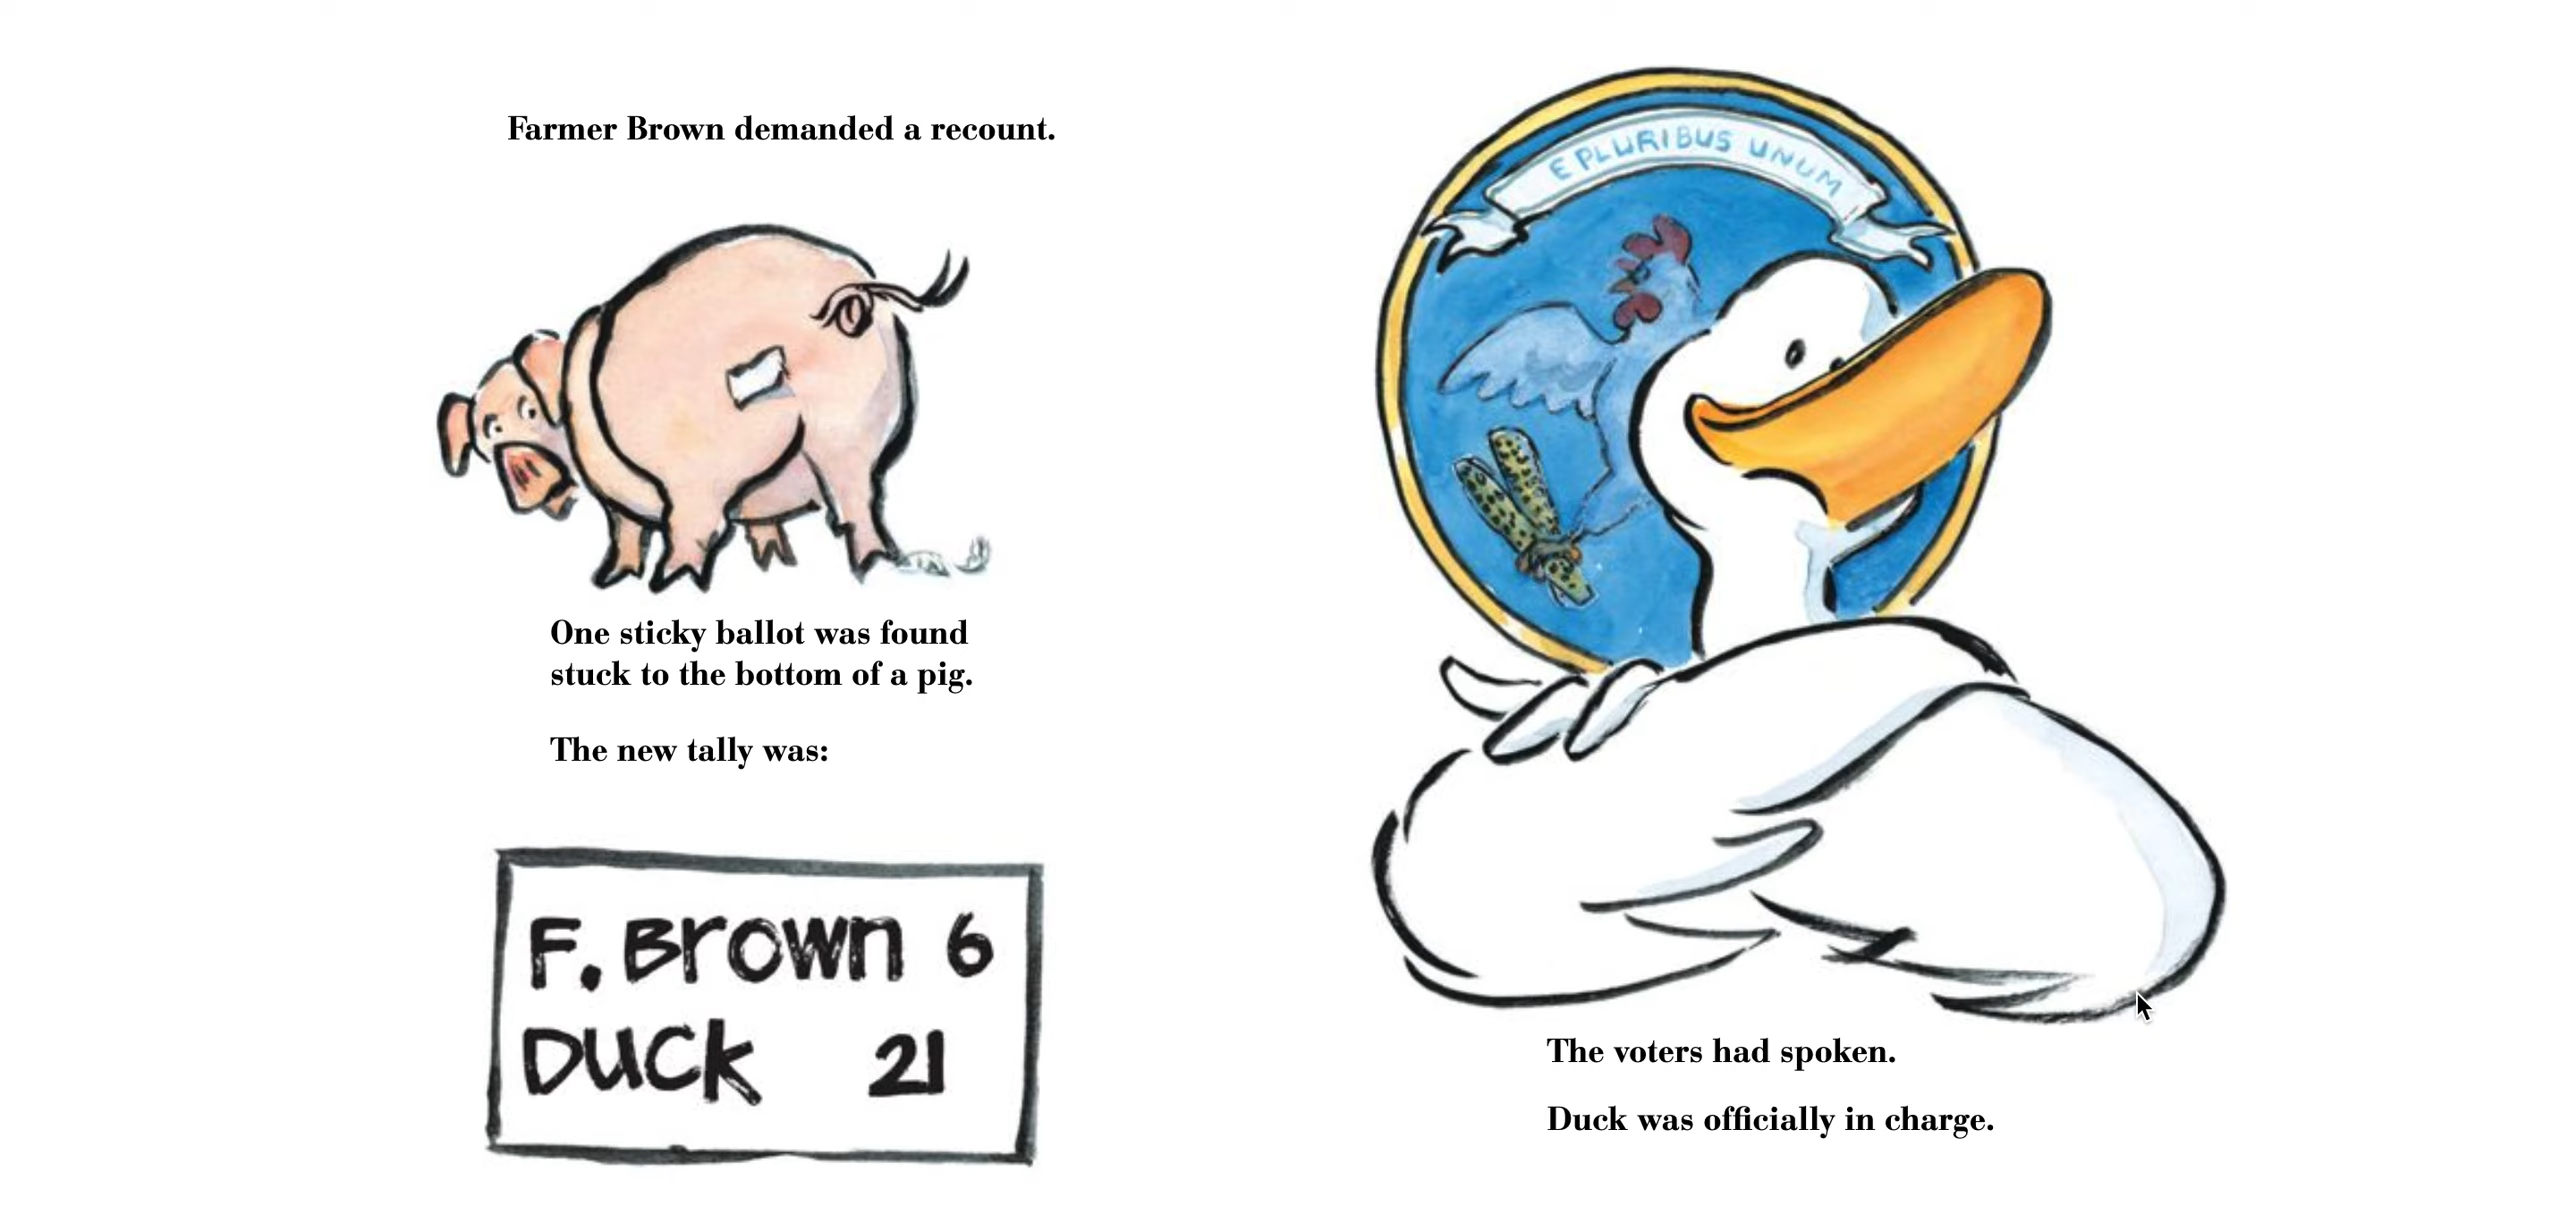 Farmer Brown demanded a recount.
One sticky ballot was found
stuck to the bottom of a pig.
The new tally was:
F. Brown 6
Duck 21
E PLURIBUS UNUM
The voters had spoken.
Duck was officially in charge.